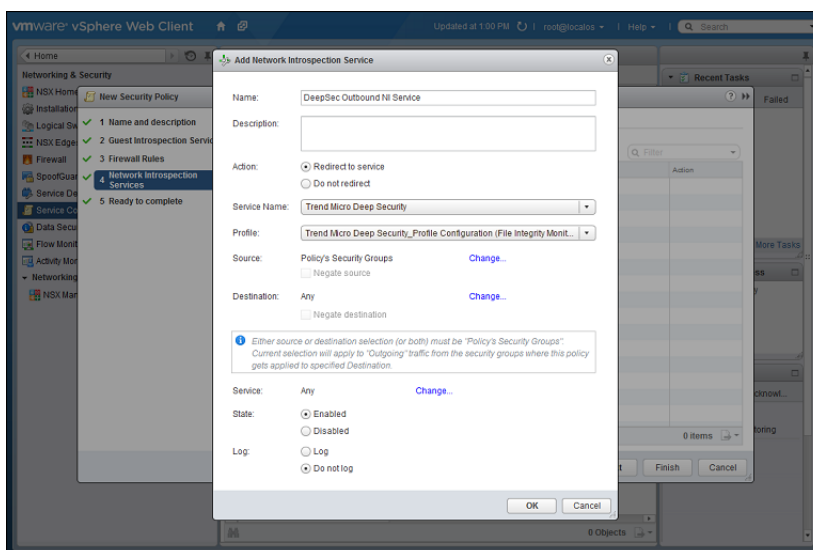 vmware vSphere Web Client
Updated at 1:00 PM
root@localos
Help
Search
Home
Networking & Security
NSX Home
Installation
Logical Sw
NSX Edge
Firewall
SpoofGuar
Service De
Service Co
Data Secu
Flow Monit
Activity Mor
Networking
NSX Man
New Security Policy
1 Name and description
2 Guest Introspection Servic
3 Firewall Rules
4 Network Introspection
Services
5 Ready to complete
Add Network Introspection Service
Name: DeepSec Outbound NI Service
Description:
Action: Redirect to service
Do not redirect
Service Name: Trend Micro Deep Security
Profile: Trend Micro Deep Security_Profile Configuration (File Integrity Monit...
Source: Policy's Security Groups Change...
Negate source
Destination: Any Change...
Negate destination
Either source or destination selection (or both) must be "Policy's Security Groups".
Current selection will apply to "Outgoing" traffic from the security groups where this policy
gets applied to specified Destination.
Service: Any Change...
State: Enabled
Disabled
Log: Log
Do not log
OK Cancel
Recent Tasks
Failed
Filter
Action
More Tasks
cknowl...
toring
0 items
Finish Cancel
0 Objects